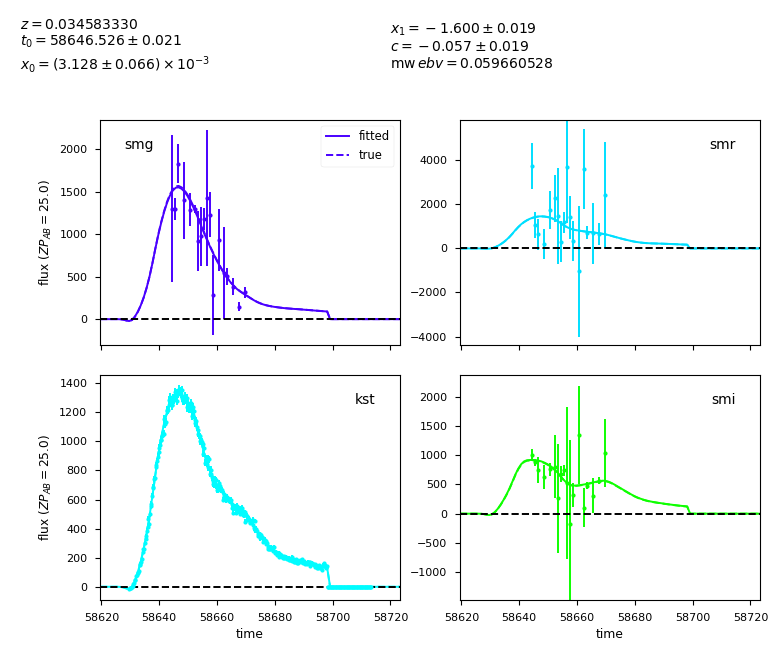 z = 0.034583330
t₀ = 58646.526 ± 0.021
x₀ = (3.128 ± 0.066) × 10⁻³
x₁ = −1.600 ± 0.019
c = −0.057 ± 0.019
mw ebv = 0.059660528
smg
fitted
true
2000
1500
1000
500
0
flux (ZP_AB = 25.0)
smr
4000
2000
0
−2000
−4000
kst
1400
1200
1000
800
600
400
200
0
flux (ZP_AB = 25.0)
58620 58640 58660 58680 58700 58720
time
smi
2000
1500
1000
500
0
−500
−1000
58620 58640 58660 58680 58700 58720
time